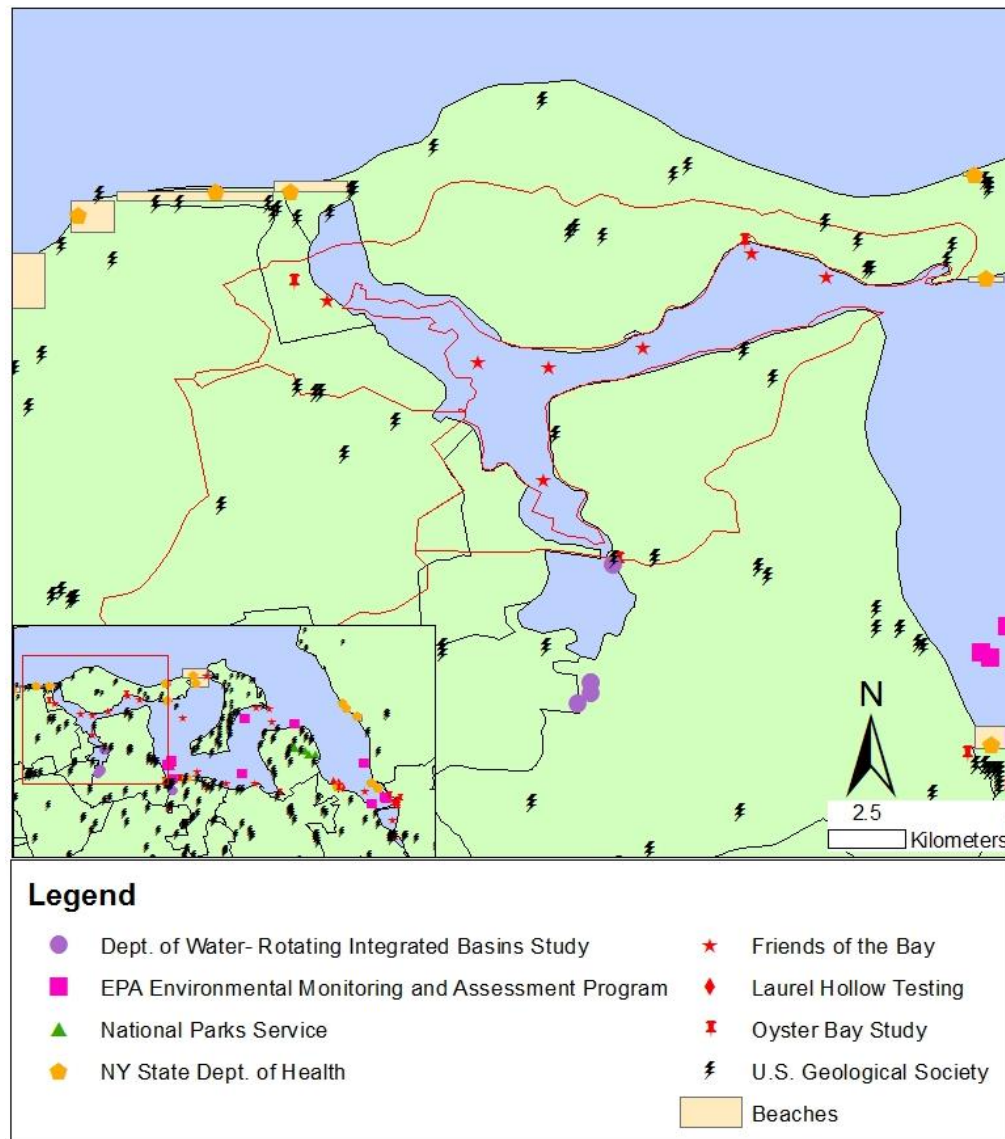 N
2.5
Kilometers
Legend
Dept. of Water- Rotating Integrated Basins Study
EPA Environmental Monitoring and Assessment Program
National Parks Service
NY State Dept. of Health
Friends of the Bay
Laurel Hollow Testing
Oyster Bay Study
U.S. Geological Society
Beaches